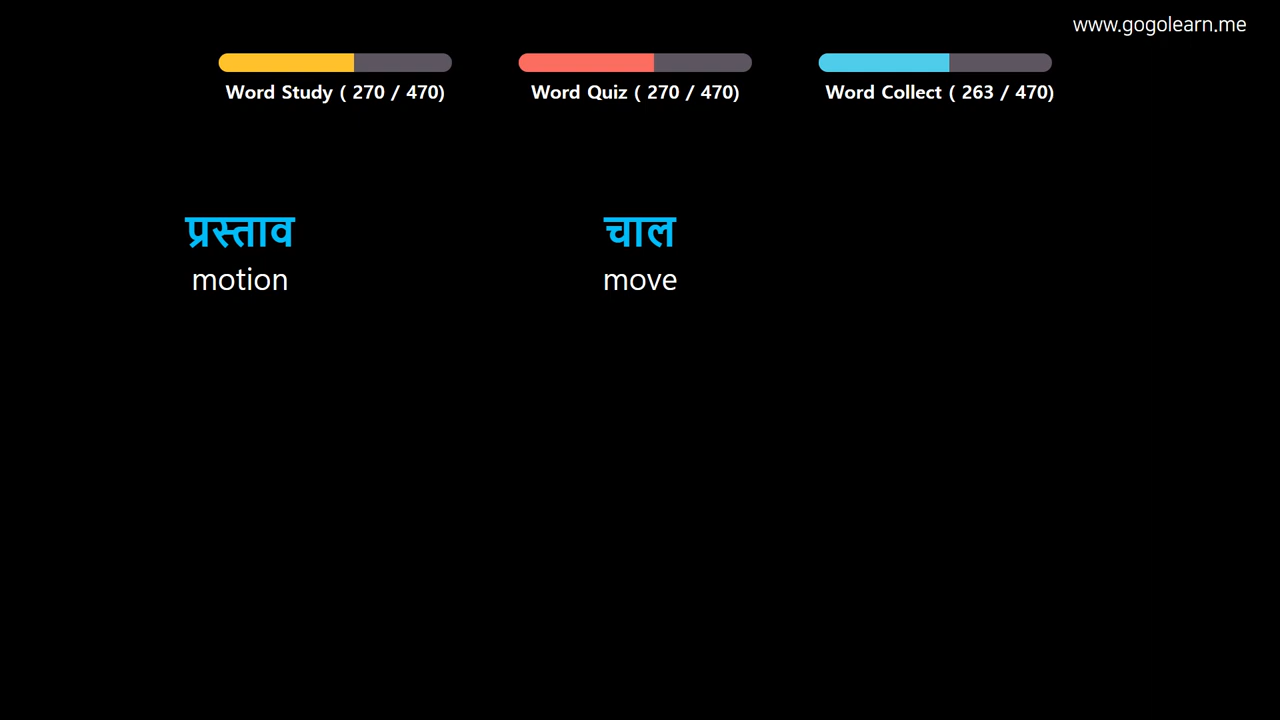 www.gogolearn.me
Word Study ( 270 / 470)
Word Quiz ( 270 / 470)
Word Collect ( 263 / 470)
प्रस्ताव
motion
चाल
move